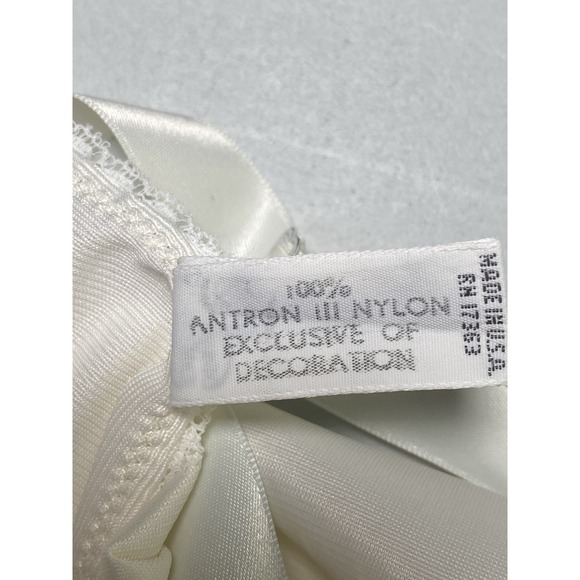 100%
ANTRON III NYLON
EXCLUSIVE OF
DECORATION
MADE IN U.S.A.
RN 17363